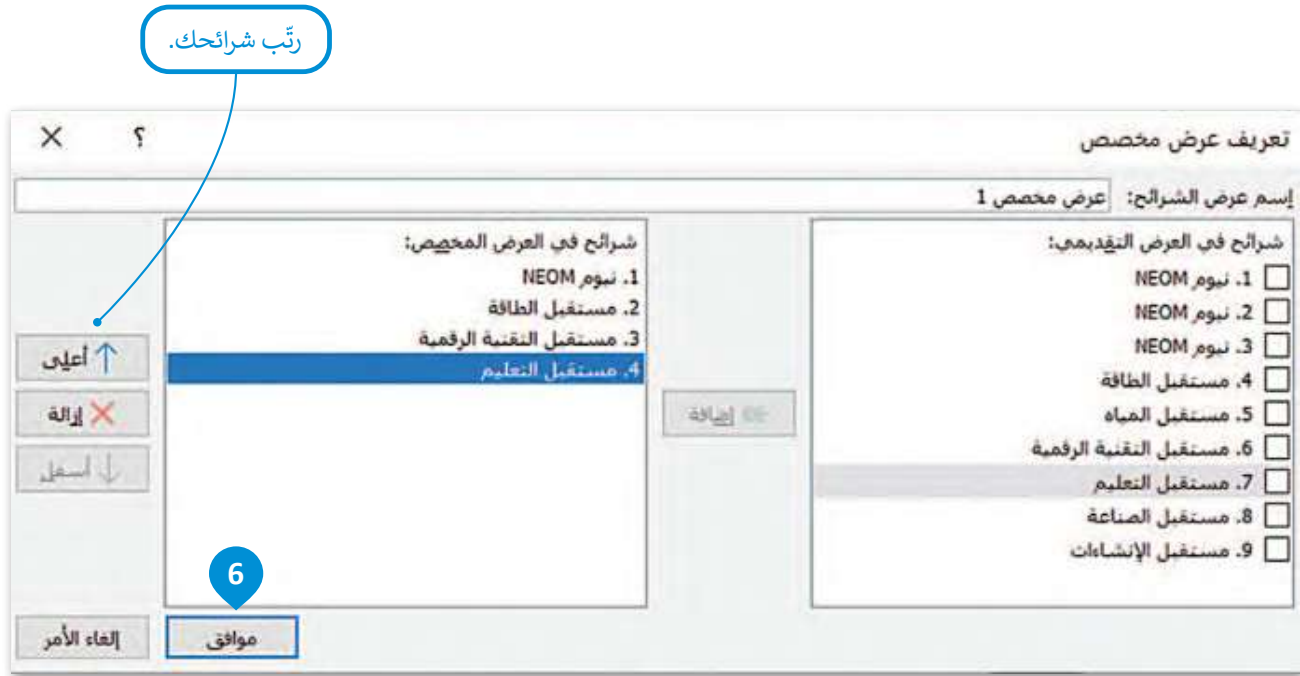 رتّب شرائحك.
تعريف عرض مخصص
؟
إسم عرض الشرائح: عرض مخصص 1
شرائح في العرض التقديمي:
1. نيوم NEOM
2. نيوم NEOM
3. نيوم NEOM
4. مستقبل الطاقة
5. مستقبل المياه
6. مستقبل التقنية الرقمية
7. مستقبل التعليم
8. مستقبل الصناعة
9. مستقبل الإنشاءات
إضافة
شرائح في العرض المخصص:
1. نيوم NEOM
2. مستقبل الطاقة
3. مستقبل التقنية الرقمية
4. مستقبل التعليم
أعلى
إزالة
أسفل
6
موافق
إلغاء الأمر